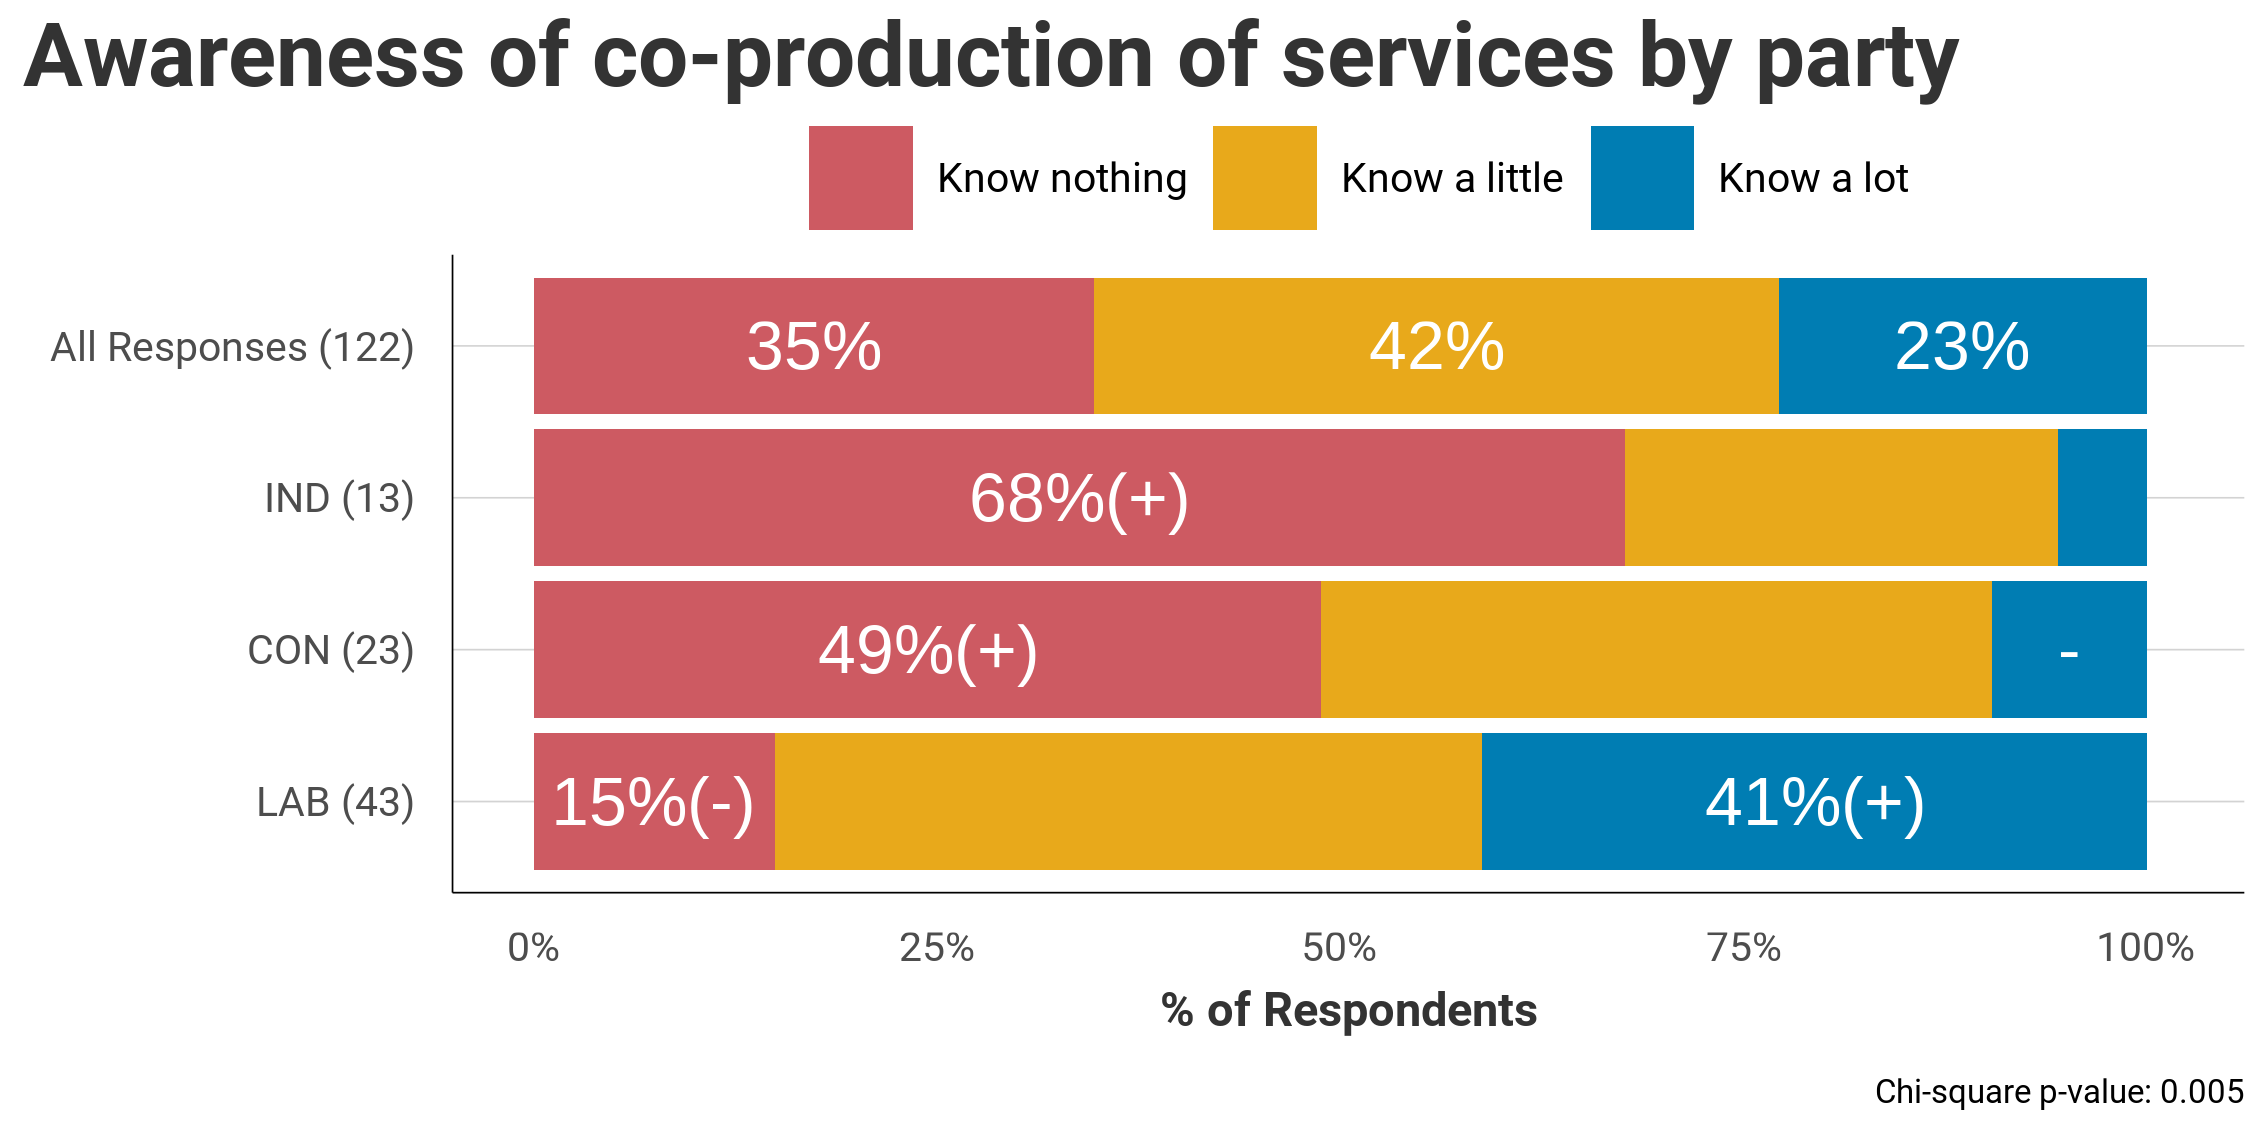 Awareness of co-production of services by party
Know nothing Know a little Know a lot
All Responses (122) 35% 42% 23%
IND (13) 68%(+)
CON (23) 49%(+) -
LAB (43) 15%(-) 41%(+)
0% 25% 50% 75% 100%
% of Respondents
Chi-square p-value: 0.005